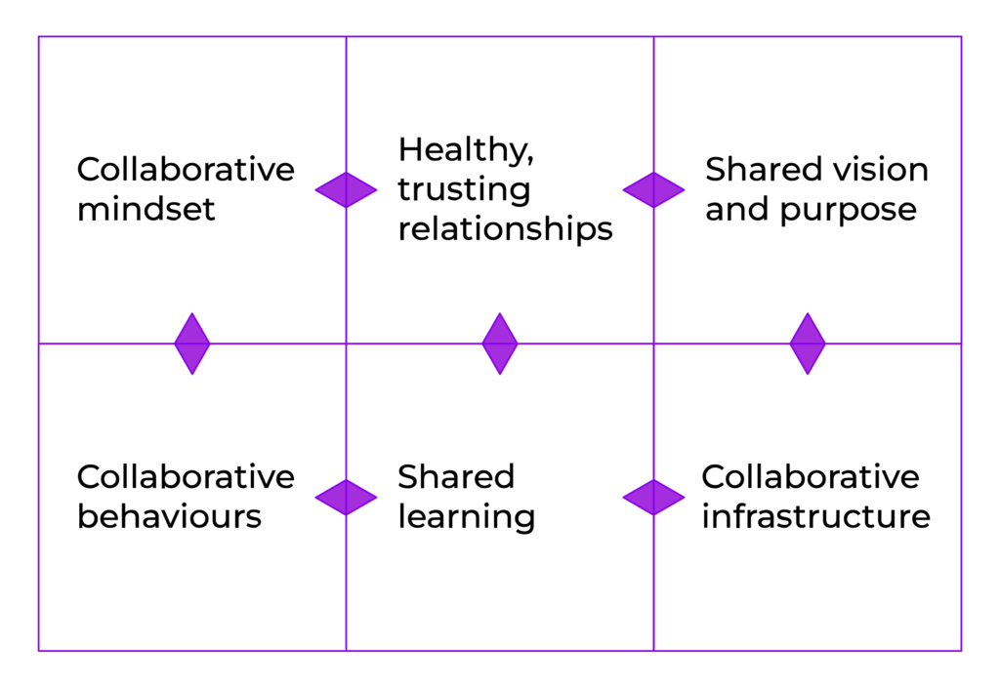 Collaborative
mindset
Healthy,
trusting
relationships
Shared vision
and purpose
Collaborative
behaviours
Shared
learning
Collaborative
infrastructure